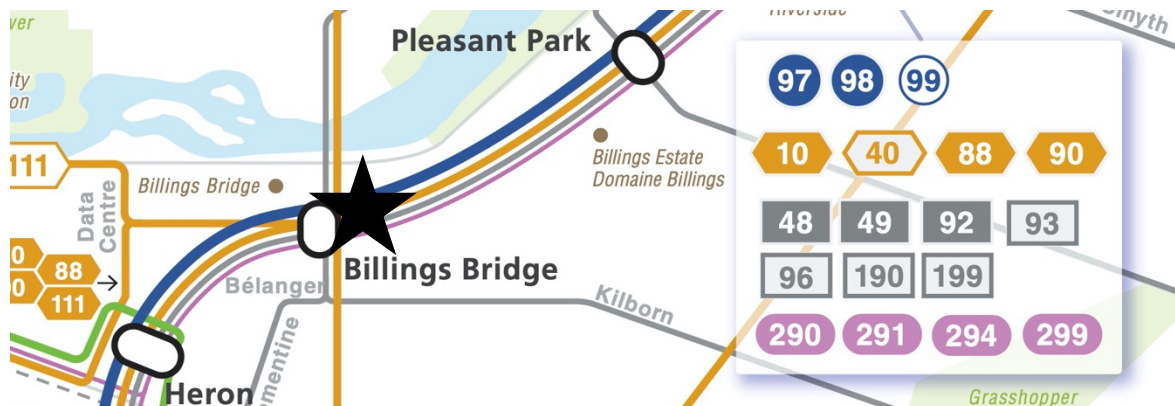 ver
Riverside
Smyth
Pleasant Park
ity
on
97 98 99
10 40 88 90
111
Billings Bridge
Data
Centre
Billings Estate
Domaine Billings
48 49 92 93
96 190 199
0 88
0 111
Billings Bridge
Bélanger
Kilborn
ementine
290 291 294 299
Heron
Grasshopper